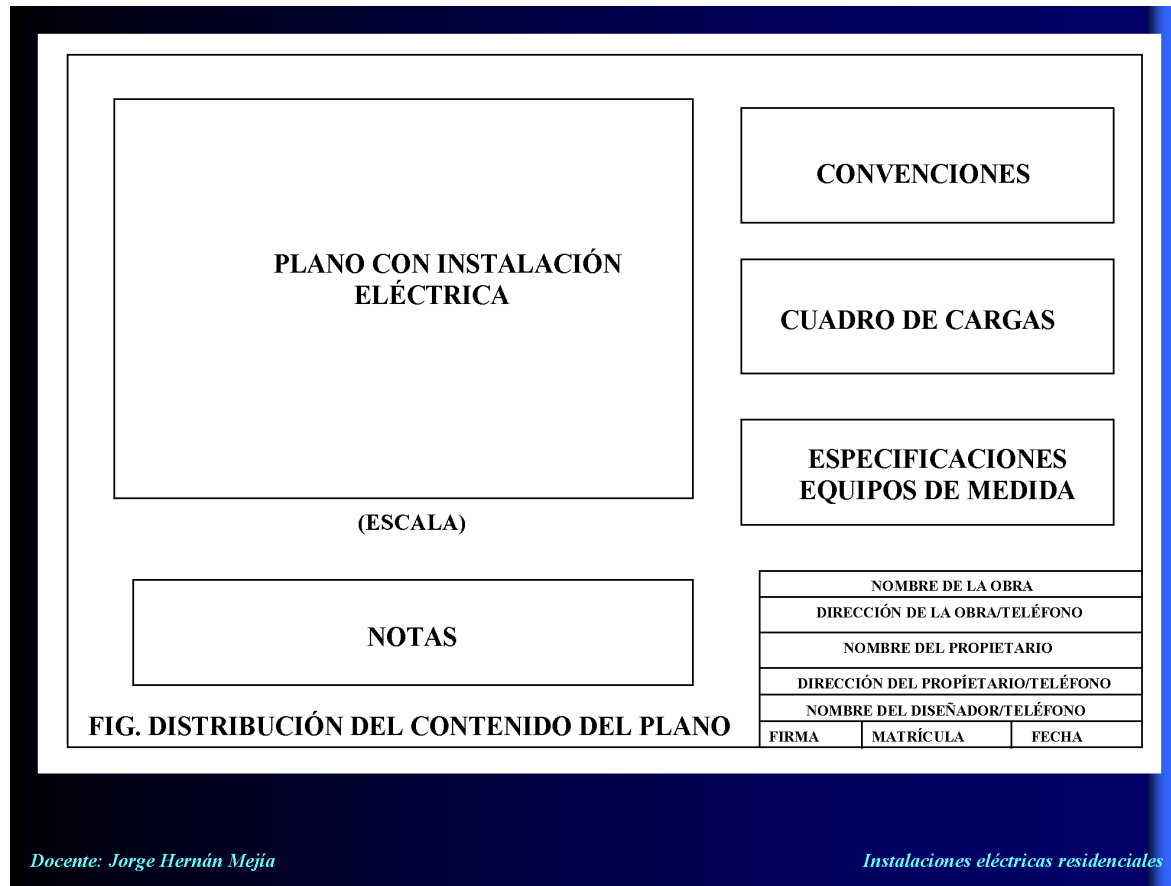 PLANO CON INSTALACIÓN
ELÉCTRICA
(ESCALA)
NOTAS
FIG. DISTRIBUCIÓN DEL CONTENIDO DEL PLANO
CONVENCIONES
CUADRO DE CARGAS
ESPECIFICACIONES
EQUIPOS DE MEDIDA
NOMBRE DE LA OBRA
DIRECCIÓN DE LA OBRA/TELÉFONO
NOMBRE DEL PROPIETARIO
DIRECCIÓN DEL PROPÍETARIO/TELÉFONO
NOMBRE DEL DISEÑADOR/TELÉFONO
FIRMA MATRÍCULA FECHA
Docente: Jorge Hernán Mejía
Instalaciones eléctricas residenciales